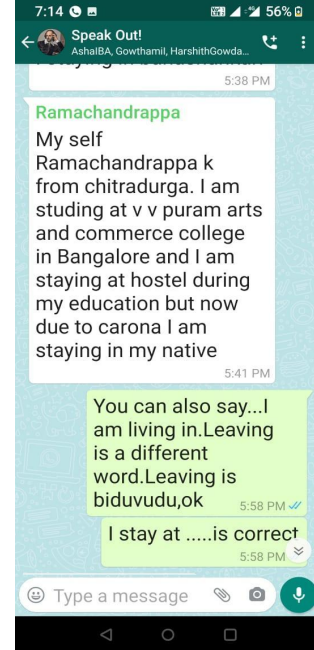 7:14
56%
Speak Out!
AshalBA, Gowthamil, HarshithGowda...
5:38 PM
Ramachandrappa
My self
Ramachandrappa k
from chitradurga. I am
studing at v v puram arts
and commerce college
in Bangalore and I am
staying at hostel during
my education but now
due to carona I am
staying in my native
5:41 PM
You can also say...I
am living in.Leaving
is a different
word.Leaving is
biduvudu,ok
5:58 PM
I stay at .....is correct
5:58 PM
Type a message